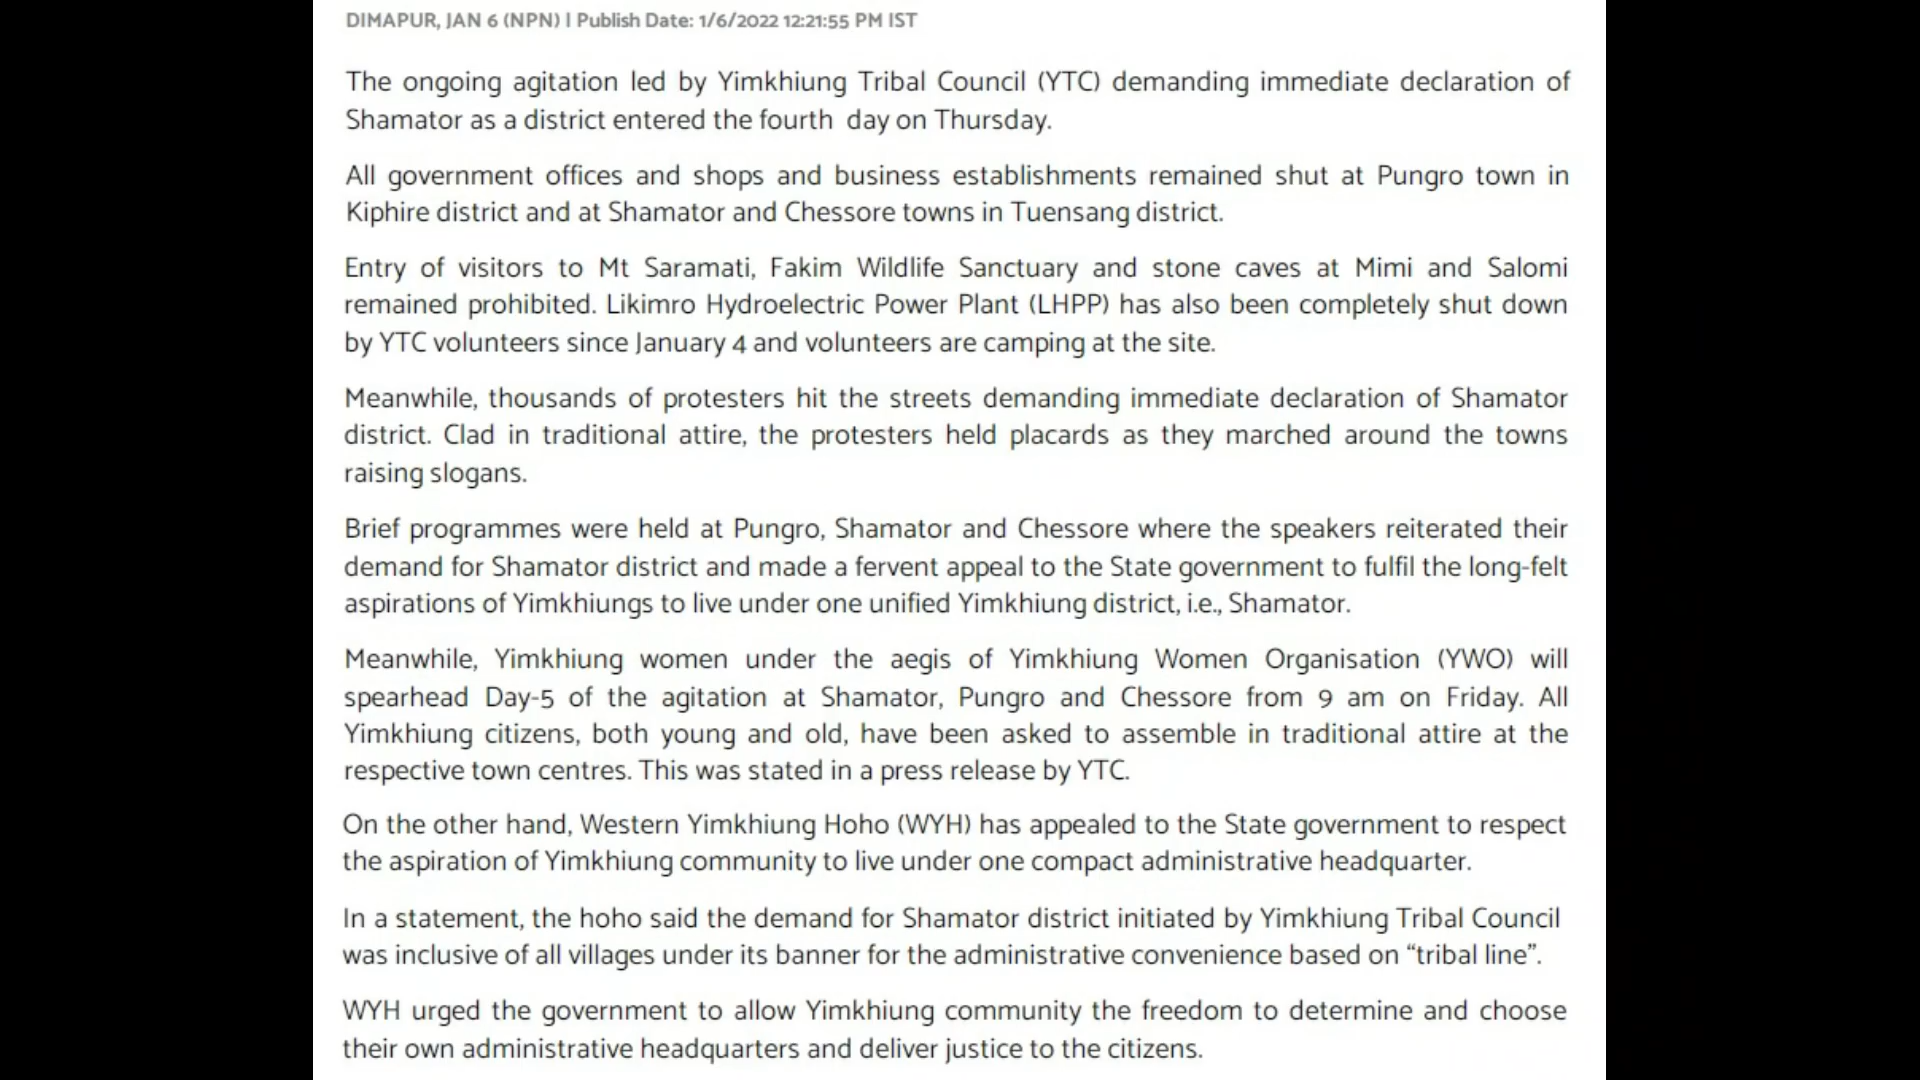 DIMAPUR, JAN 6 (NPN) | Publish Date: 1/6/2022 12:21:55 PM IST
The ongoing agitation led by Yimkhiung Tribal Council (YTC) demanding immediate declaration of
Shamator as a district entered the fourth day on Thursday.
All government offices and shops and business establishments remained shut at Pungro town in
Kiphire district and at Shamator and Chessore towns in Tuensang district.
Entry of visitors to Mt Saramati, Fakim Wildlife Sanctuary and stone caves at Mimi and Salomi
remained prohibited. Likimro Hydroelectric Power Plant (LHPP) has also been completely shut down
by YTC volunteers since January 4 and volunteers are camping at the site.
Meanwhile, thousands of protesters hit the streets demanding immediate declaration of Shamator
district. Clad in traditional attire, the protesters held placards as they marched around the towns
raising slogans.
Brief programmes were held at Pungro, Shamator and Chessore where the speakers reiterated their
demand for Shamator district and made a fervent appeal to the State government to fulfil the long-felt
aspirations of Yimkhiungs to live under one unified Yimkhiung district, i.e., Shamator.
Meanwhile, Yimkhiung women under the aegis of Yimkhiung Women Organisation (YWO) will
spearhead Day-5 of the agitation at Shamator, Pungro and Chessore from 9 am on Friday. All
Yimkhiung citizens, both young and old, have been asked to assemble in traditional attire at the
respective town centres. This was stated in a press release by YTC.
On the other hand, Western Yimkhiung Hoho (WYH) has appealed to the State government to respect
the aspiration of Yimkhiung community to live under one compact administrative headquarter.
In a statement, the hoho said the demand for Shamator district initiated by Yimkhiung Tribal Council
was inclusive of all villages under its banner for the administrative convenience based on “tribal line”.
WYH urged the government to allow Yimkhiung community the freedom to determine and choose
their own administrative headquarters and deliver justice to the citizens.